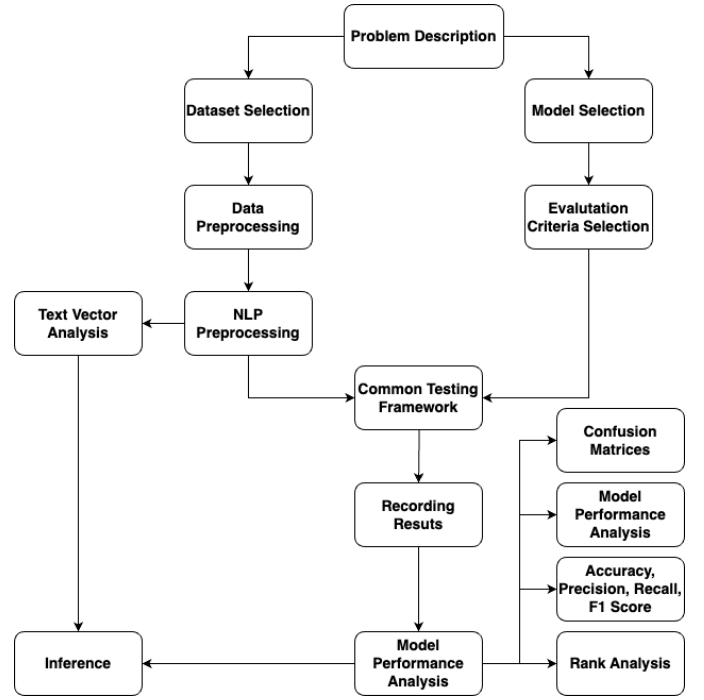 Problem Description
Dataset Selection
Model Selection
Data
Preprocessing
Evalutation
Criteria Selection
Text Vector
Analysis
NLP
Preprocessing
Common Testing
Framework
Confusion
Matrices
Recording
Resuts
Model
Performance
Analysis
Accuracy,
Precision, Recall,
F1 Score
Inference
Model
Performance
Analysis
Rank Analysis